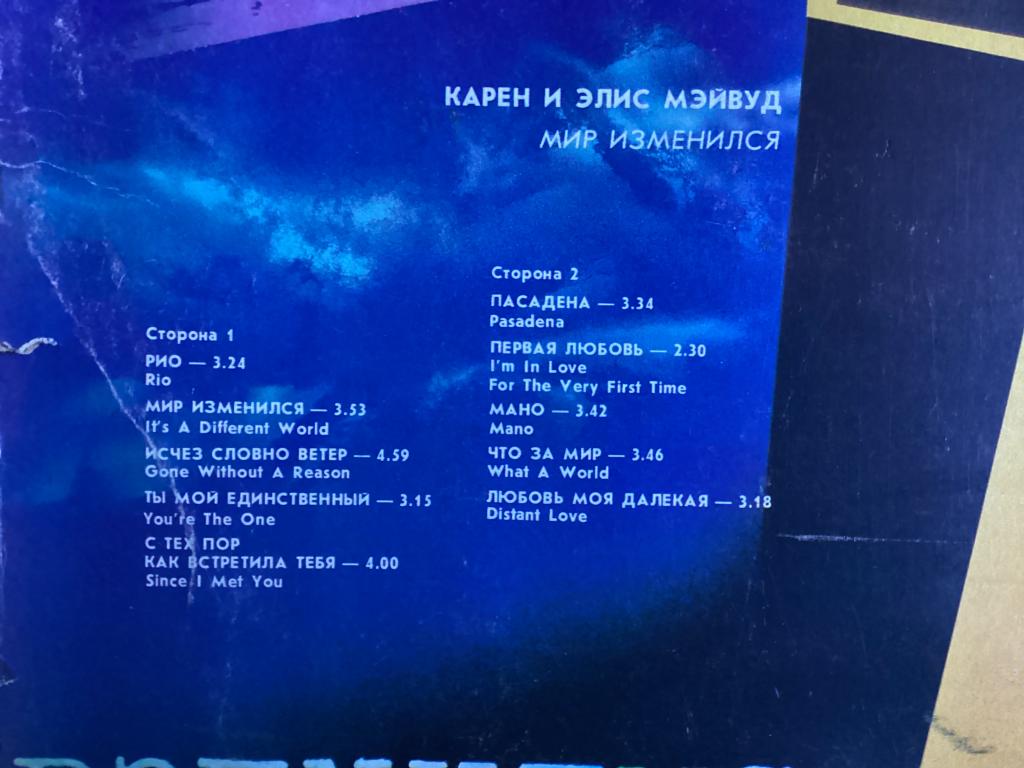 КАРЕН И ЭЛИС МЭЙВУД
МИР ИЗМЕНИЛСЯ
Сторона 1
РИО — 3.24
Rio
МИР ИЗМЕНИЛСЯ — 3.53
It's A Different World
ИСЧЕЗ СЛОВНО ВЕТЕР — 4.59
Gone Without A Reason
ТЫ МОЙ ЕДИНСТВЕННЫЙ — 3.15
You're The One
С ТЕХ ПОР
КАК ВСТРЕТИЛА ТЕБЯ — 4.00
Since I Met You
Сторона 2
ПАСАДЕНА — 3.34
Pasadena
ПЕРВАЯ ЛЮБОВЬ — 2.30
I'm In Love
For The Very First Time
МАНО — 3.42
Mano
ЧТО ЗА МИР — 3.46
What A World
ЛЮБОВЬ МОЯ ДАЛЕКАЯ — 3.18
Distant Love